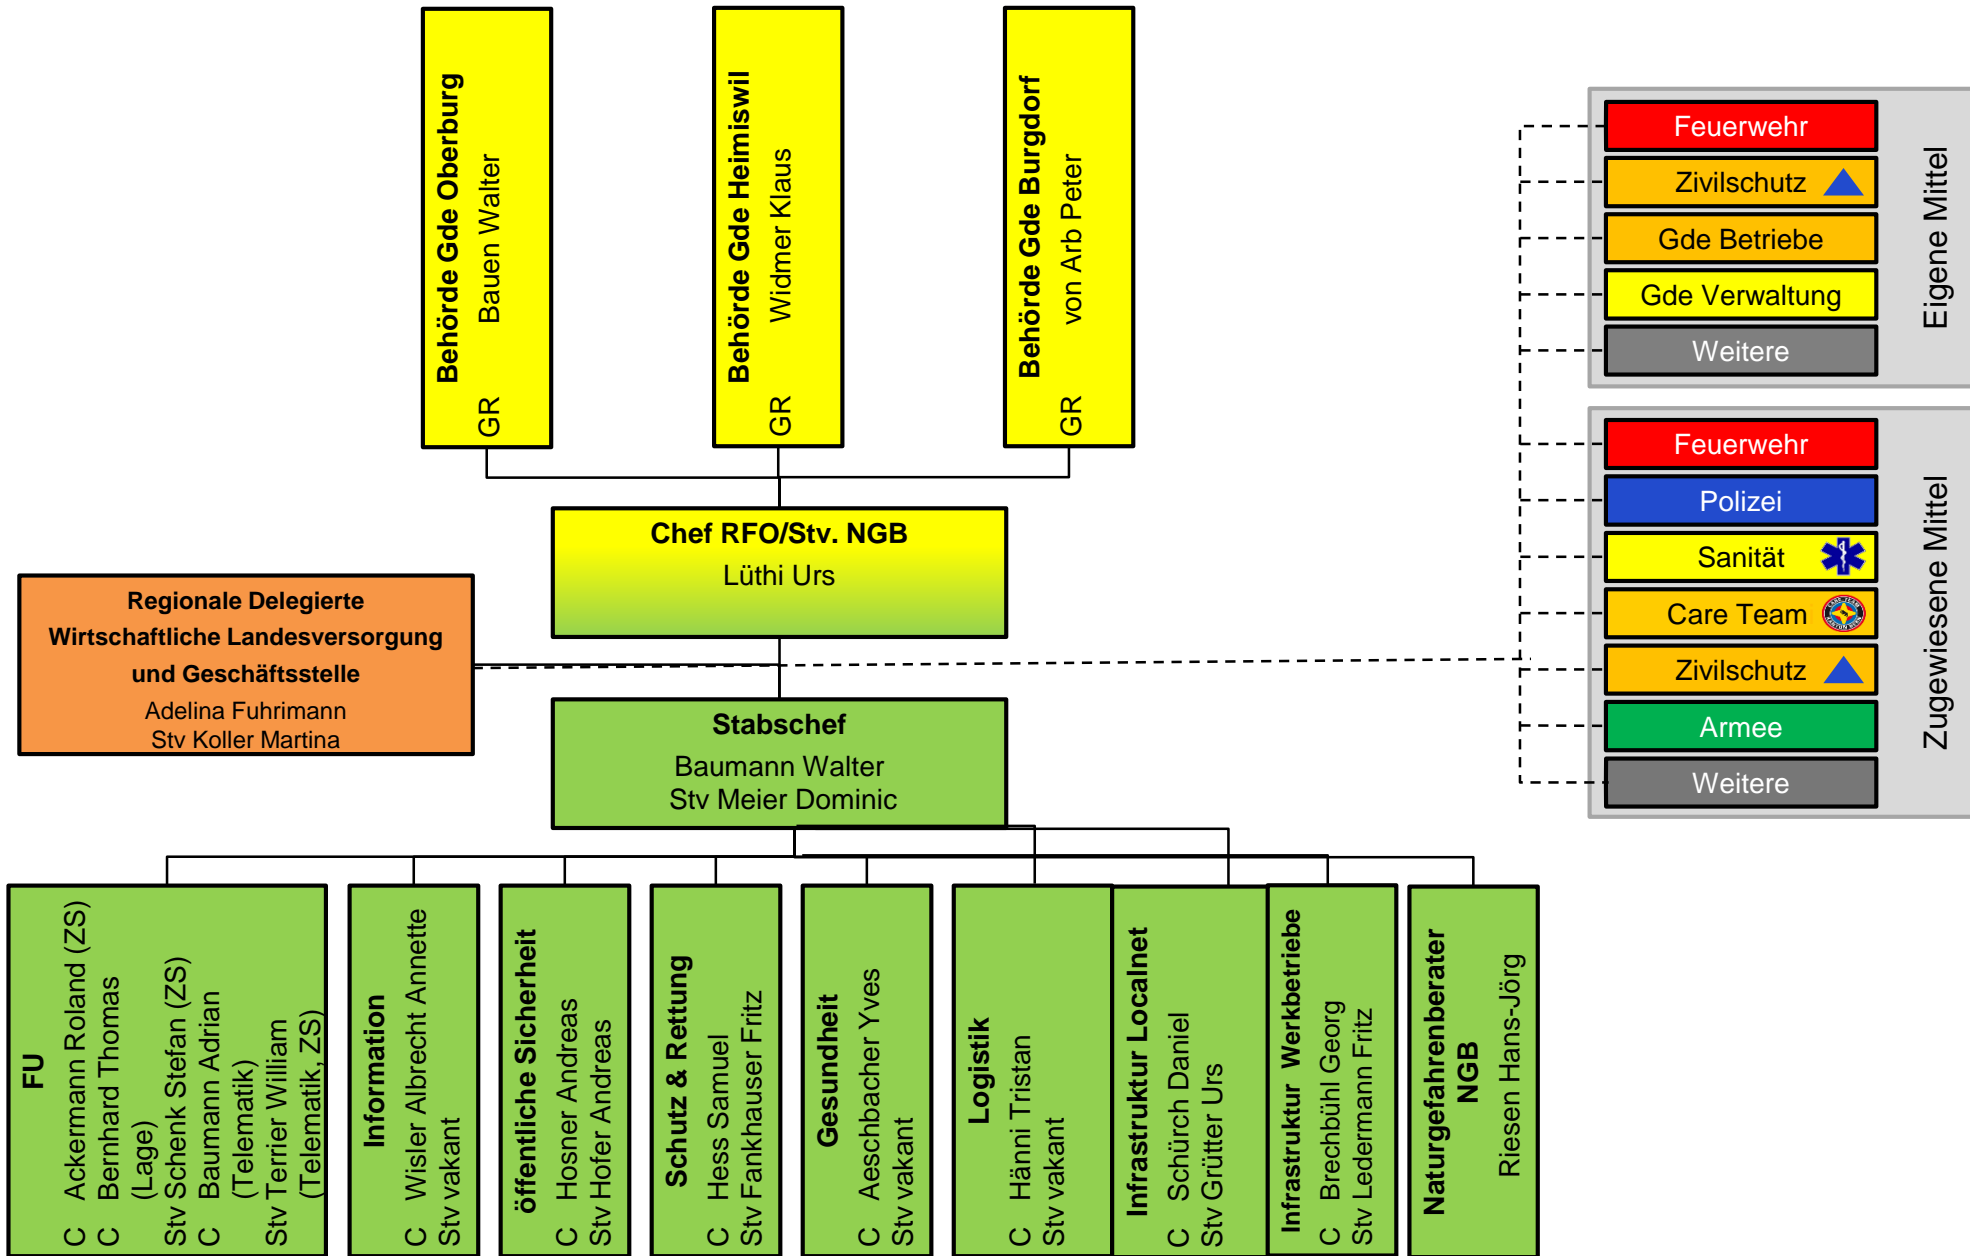 Behörde Gde Oberburg
GR Bauen Walter
Behörde Gde Heimiswil
GR Widmer Klaus
Behörde Gde Burgdorf
GR von Arb Peter
Chef RFO/Stv. NGB
Lüthi Urs
Regionale Delegierte
Wirtschaftliche Landesversorgung
und Geschäftsstelle
Adelina Fuhrimann
Stv Koller Martina
Stabschef
Baumann Walter
Stv Meier Dominic
Feuerwehr
Zivilschutz
Gde Betriebe
Gde Verwaltung
Weitere
Eigene Mittel
Feuerwehr
Polizei
Sanität
Care Team
Zivilschutz
Armee
Weitere
Zugewiesene Mittel
FU
C Ackermann Roland (ZS)
C Bernhard Thomas
(Lage)
Stv Schenk Stefan (ZS)
C Baumann Adrian
(Telematik)
Stv Terrier William
(Telematik, ZS)
Information
C Wisler Albrecht Annette
Stv vakant
öffentliche Sicherheit
C Hosner Andreas
Stv Hofer Andreas
Schutz & Rettung
C Hess Samuel
Stv Fankhauser Fritz
Gesundheit
C Aeschbacher Yves
Stv vakant
Logistik
C Hänni Tristan
Stv vakant
Infrastruktur Localnet
C Schürch Daniel
Stv Grütter Urs
Infrastruktur Werkbetriebe
C Brechbühl Georg
Stv Ledermann Fritz
Naturgefahrenberater
NGB
Riesen Hans-Jörg